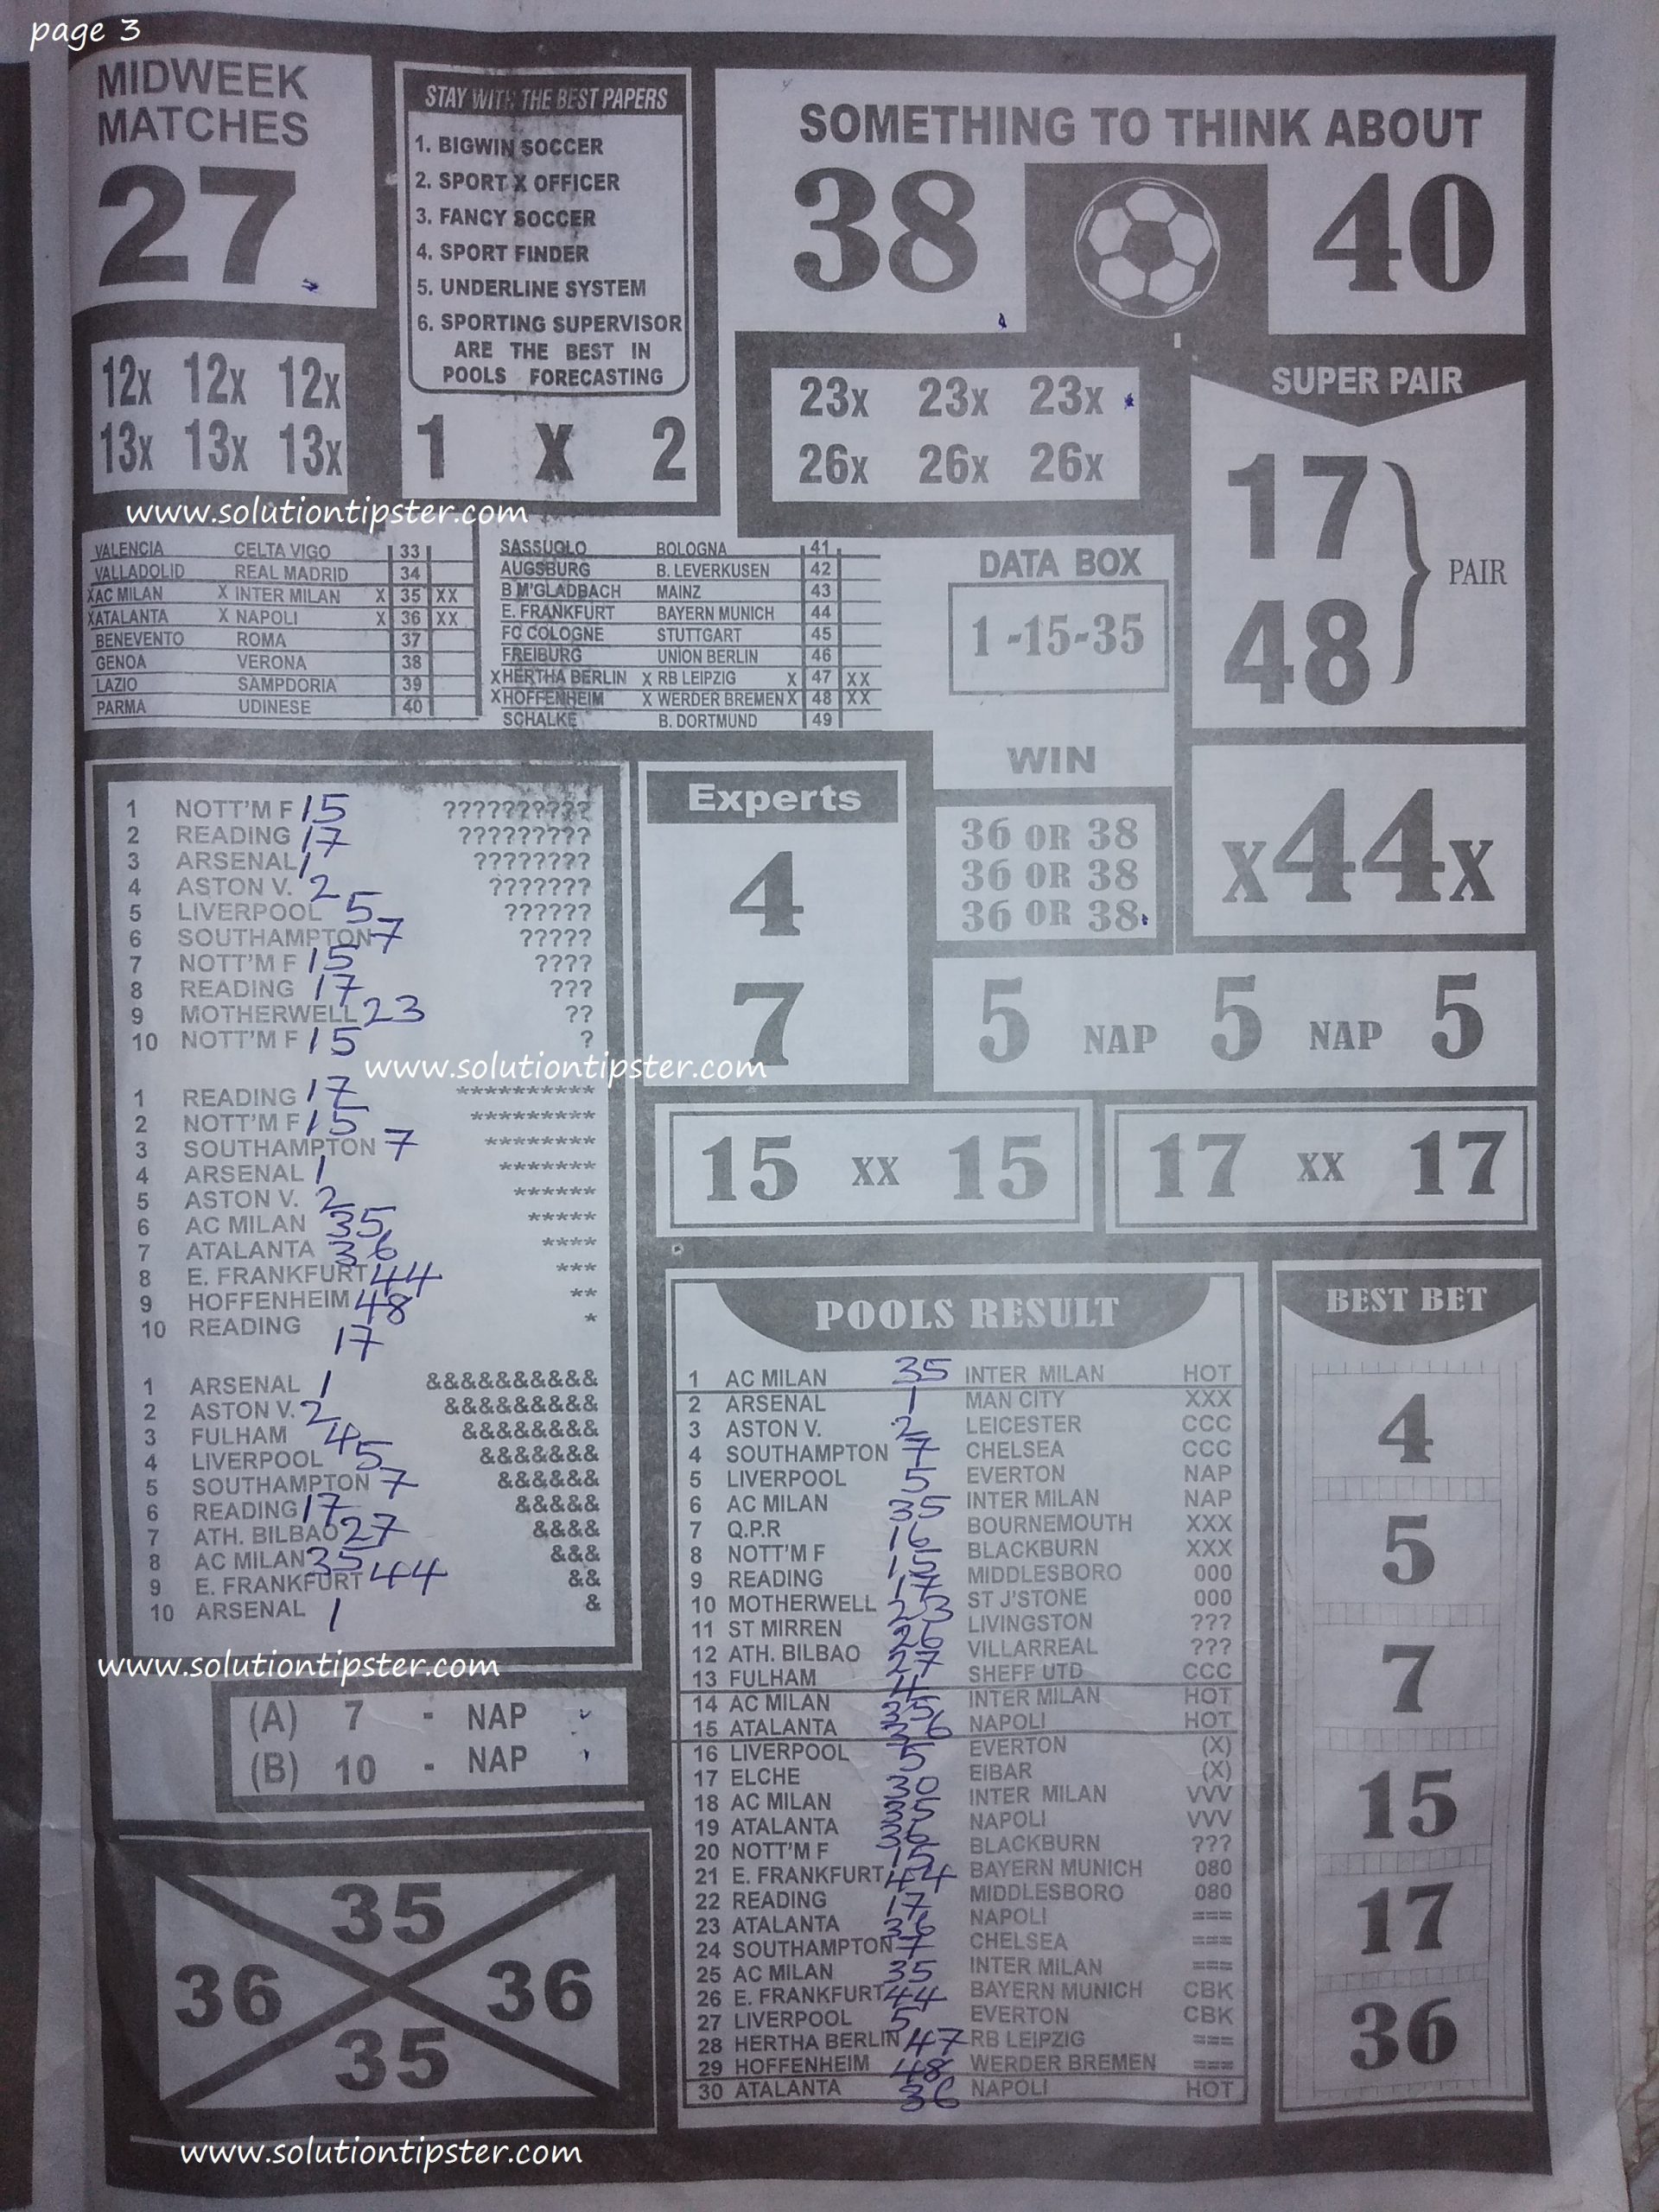 page 3
MIDWEEK
MATCHES
27
STAY WITH THE BEST PAPERS
1. BIGWIN SOCCER
2. SPORT X OFFICER
3. FANCY SOCCER
4. SPORT FINDER
5. UNDERLINE SYSTEM
6. SPORTING SUPERVISOR
ARE THE BEST IN
POOLS FORECASTING
1 X 2
SOMETHING TO THINK ABOUT
38 40
12x 12x 12x
13x 13x 13x
23x 23x 23x
26x 26x 26x
SUPER PAIR
17
48
PAIR
www.solutiontipster.com
VALENCIA CELTA VIGO 33
VALLADOLID REAL MADRID 34
XAC MILAN X INTER MILAN X 35 XX
XATALANTA X NAPOLI X 36 XX
BENEVENTO ROMA 37
GENOA VERONA 38
LAZIO SAMPDORIA 39
PARMA UDINESE 40
SASSUOLO BOLOGNA 41
AUGSBURG B. LEVERKUSEN 42
B M'GLADBACH MAINZ 43
E. FRANKFURT BAYERN MUNICH 44
FC COLOGNE STUTTGART 45
FREIBURG UNION BERLIN 46
XHERTHA BERLIN X RB LEIPZIG X 47 XX
XHOFFENHEIM X WERDER BREMEN X 48 XX
SCHALKE B. DORTMUND 49
DATA BOX
1 -15-35
WIN
36 OR 38
36 OR 38
36 OR 38
X44X
1 NOTT'M F 15 ??????????
2 READING 17 ?????????
3 ARSENAL 1 ????????
4 ASTON V. 2 ???????
5 LIVERPOOL 5 ??????
6 SOUTHAMPTON 7 ?????
7 NOTT'M F 15 ????
8 READING 17 ???
9 MOTHERWELL 23 ??
10 NOTT'M F 15 ?
www.solutiontipster.com
1 READING 17 **********
2 NOTT'M F 15 *********
3 SOUTHAMPTON 7 ********
4 ARSENAL 1 *******
5 ASTON V. 2 ******
6 AC MILAN 35 *****
7 ATALANTA 36 ****
8 E. FRANKFURT 44 ***
9 HOFFENHEIM 48 **
10 READING 17 *
1 ARSENAL 1 &&&&&&&&&&
2 ASTON V. 2 &&&&&&&&&
3 FULHAM 4 &&&&&&&&
4 LIVERPOOL 5 &&&&&&&
5 SOUTHAMPTON 7 &&&&&&
6 READING 17 &&&&&
7 ATH. BILBAO 27 &&&&
8 AC MILAN 35 &&&
9 E. FRANKFURT 44 &&
10 ARSENAL 1 &
Experts
4
7
5 NAP 5 NAP 5
15 XX 15
17 XX 17
www.solutiontipster.com
(A) 7 - NAP
(B) 10 - NAP
35
36 36
35
POOLS RESULT
1 AC MILAN 35 INTER MILAN HOT
2 ARSENAL 1 MAN CITY XXX
3 ASTON V. 2 LEICESTER CCC
4 SOUTHAMPTON 7 CHELSEA CCC
5 LIVERPOOL 5 EVERTON NAP
6 AC MILAN 35 INTER MILAN NAP
7 Q.P.R 16 BOURNEMOUTH XXX
8 NOTT'M F 15 BLACKBURN XXX
9 READING 17 MIDDLESBORO 000
10 MOTHERWELL 23 ST J'STONE 000
11 ST MIRREN 26 LIVINGSTON ???
12 ATH. BILBAO 27 VILLARREAL ???
13 FULHAM 4 SHEFF UTD CCC
14 AC MILAN 35 INTER MILAN HOT
15 ATALANTA 36 NAPOLI HOT
16 LIVERPOOL 5 EVERTON (X)
17 ELCHE 30 EIBAR (X)
18 AC MILAN 35 INTER MILAN VVV
19 ATALANTA 36 NAPOLI VVV
20 NOTT'M F 15 BLACKBURN ???
21 E. FRANKFURT 44 BAYERN MUNICH 080
22 READING 17 MIDDLESBORO 080
23 ATALANTA 36 NAPOLI ===
24 SOUTHAMPTON 7 CHELSEA ===
25 AC MILAN 35 INTER MILAN ===
26 E. FRANKFURT 44 BAYERN MUNICH CBK
27 LIVERPOOL 5 EVERTON CBK
28 HERTHA BERLIN 47 RB LEIPZIG ===
29 HOFFENHEIM 48 WERDER BREMEN ===
30 ATALANTA 36 NAPOLI HOT
BEST BET
4
5
7
15
17
36
www.solutiontipster.com